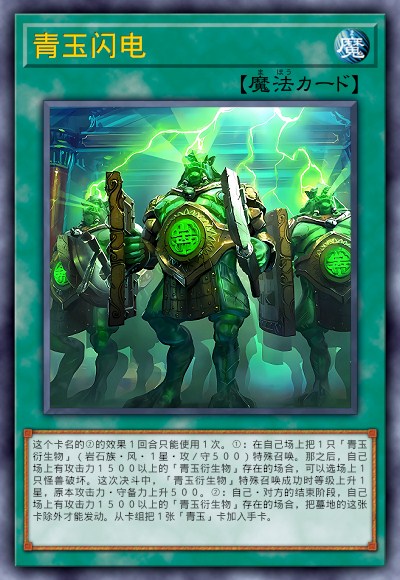 青玉闪电
魔
【魔法カード】
まほう
这个卡名的②的效果1回合只能使用1次。①：在自己场上把1只「青玉
衍生物」（岩石族・风・1星・攻/守500）特殊召唤。那之后，自己
场上有攻击力1500以上的「青玉衍生物」存在的场合，可以选场上1
只怪兽破坏。这次决斗中，「青玉衍生物」特殊召唤成功时等级上升1
星，原本攻击力・守备力上升500。②：自己・对方的结束阶段，自己
场上有攻击力1500以上的「青玉衍生物」存在的场合，把墓地的这张
卡除外才能发动。从卡组把1张「青玉」卡加入手卡。